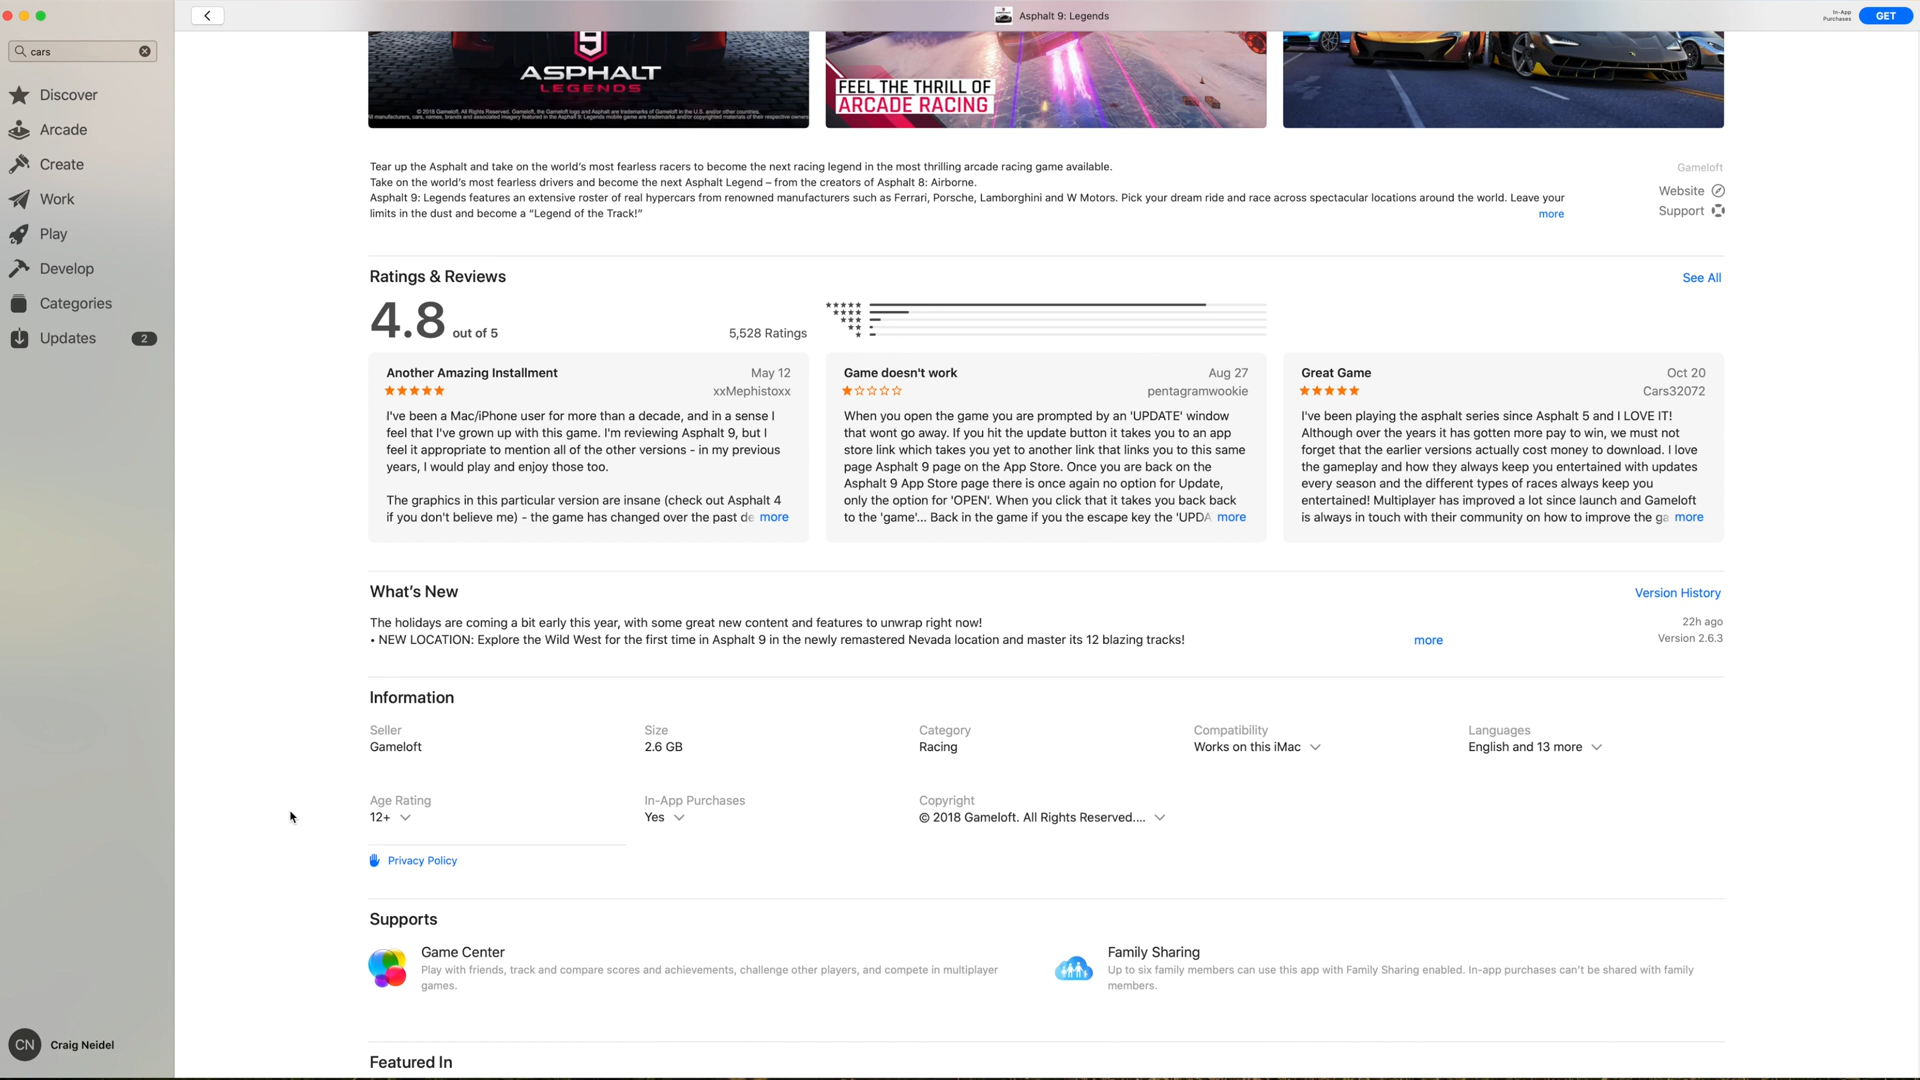 Asphalt 9: Legends
In-App
Purchases
GET
cars
Discover
Arcade
Create
Work
Play
Develop
Categories
Updates
2
CN
Craig Neidel
9
ASPHALT
LEGENDS
FEEL THE THRILL OF
ARCADE RACING
Tear up the Asphalt and take on the world's most fearless racers to become the next racing legend in the most thrilling arcade racing game available.
Take on the world's most fearless drivers and become the next Asphalt Legend – from the creators of Asphalt 8: Airborne.
Asphalt 9: Legends features an extensive roster of real hypercars from renowned manufacturers such as Ferrari, Porsche, Lamborghini and W Motors. Pick your dream ride and race across spectacular locations around the world. Leave your
limits in the dust and become a “Legend of the Track!”
more
Gameloft
Website
Support
Ratings & Reviews
See All
4.8 out of 5
5,528 Ratings
Another Amazing Installment
May 12
xxMephistoxx
I've been a Mac/iPhone user for more than a decade, and in a sense I
feel that I've grown up with this game. I'm reviewing Asphalt 9, but I
feel it appropriate to mention all of the other versions - in my previous
years, I would play and enjoy those too.
The graphics in this particular version are insane (check out Asphalt 4
if you don't believe me) - the game has changed over the past de more
Game doesn't work
Aug 27
pentagramwookie
When you open the game you are prompted by an 'UPDATE' window
that wont go away. If you hit the update button it takes you to an app
store link which takes you yet to another link that links you to this same
page Asphalt 9 page on the App Store. Once you are back on the
Asphalt 9 App Store page there is once again no option for Update,
only the option for 'OPEN'. When you click that it takes you back back
to the 'game'... Back in the game if you the escape key the 'UPDA more
Great Game
Oct 20
Cars32072
I've been playing the asphalt series since Asphalt 5 and I LOVE IT!
Although over the years it has gotten more pay to win, we must not
forget that the earlier versions actually cost money to download. I love
the gameplay and how they always keep you entertained with updates
every season and the different types of races always keep you
entertained! Multiplayer has improved a lot since launch and Gameloft
is always in touch with their community on how to improve the ga more
What's New
Version History
The holidays are coming a bit early this year, with some great new content and features to unwrap right now!
• NEW LOCATION: Explore the Wild West for the first time in Asphalt 9 in the newly remastered Nevada location and master its 12 blazing tracks!
more
22h ago
Version 2.6.3
Information
Seller
Gameloft
Size
2.6 GB
Category
Racing
Compatibility
Works on this iMac
Languages
English and 13 more
Age Rating
12+
In-App Purchases
Yes
Copyright
© 2018 Gameloft. All Rights Reserved....
Privacy Policy
Supports
Game Center
Play with friends, track and compare scores and achievements, challenge other players, and compete in multiplayer
games.
Family Sharing
Up to six family members can use this app with Family Sharing enabled. In-app purchases can't be shared with family
members.
Featured In